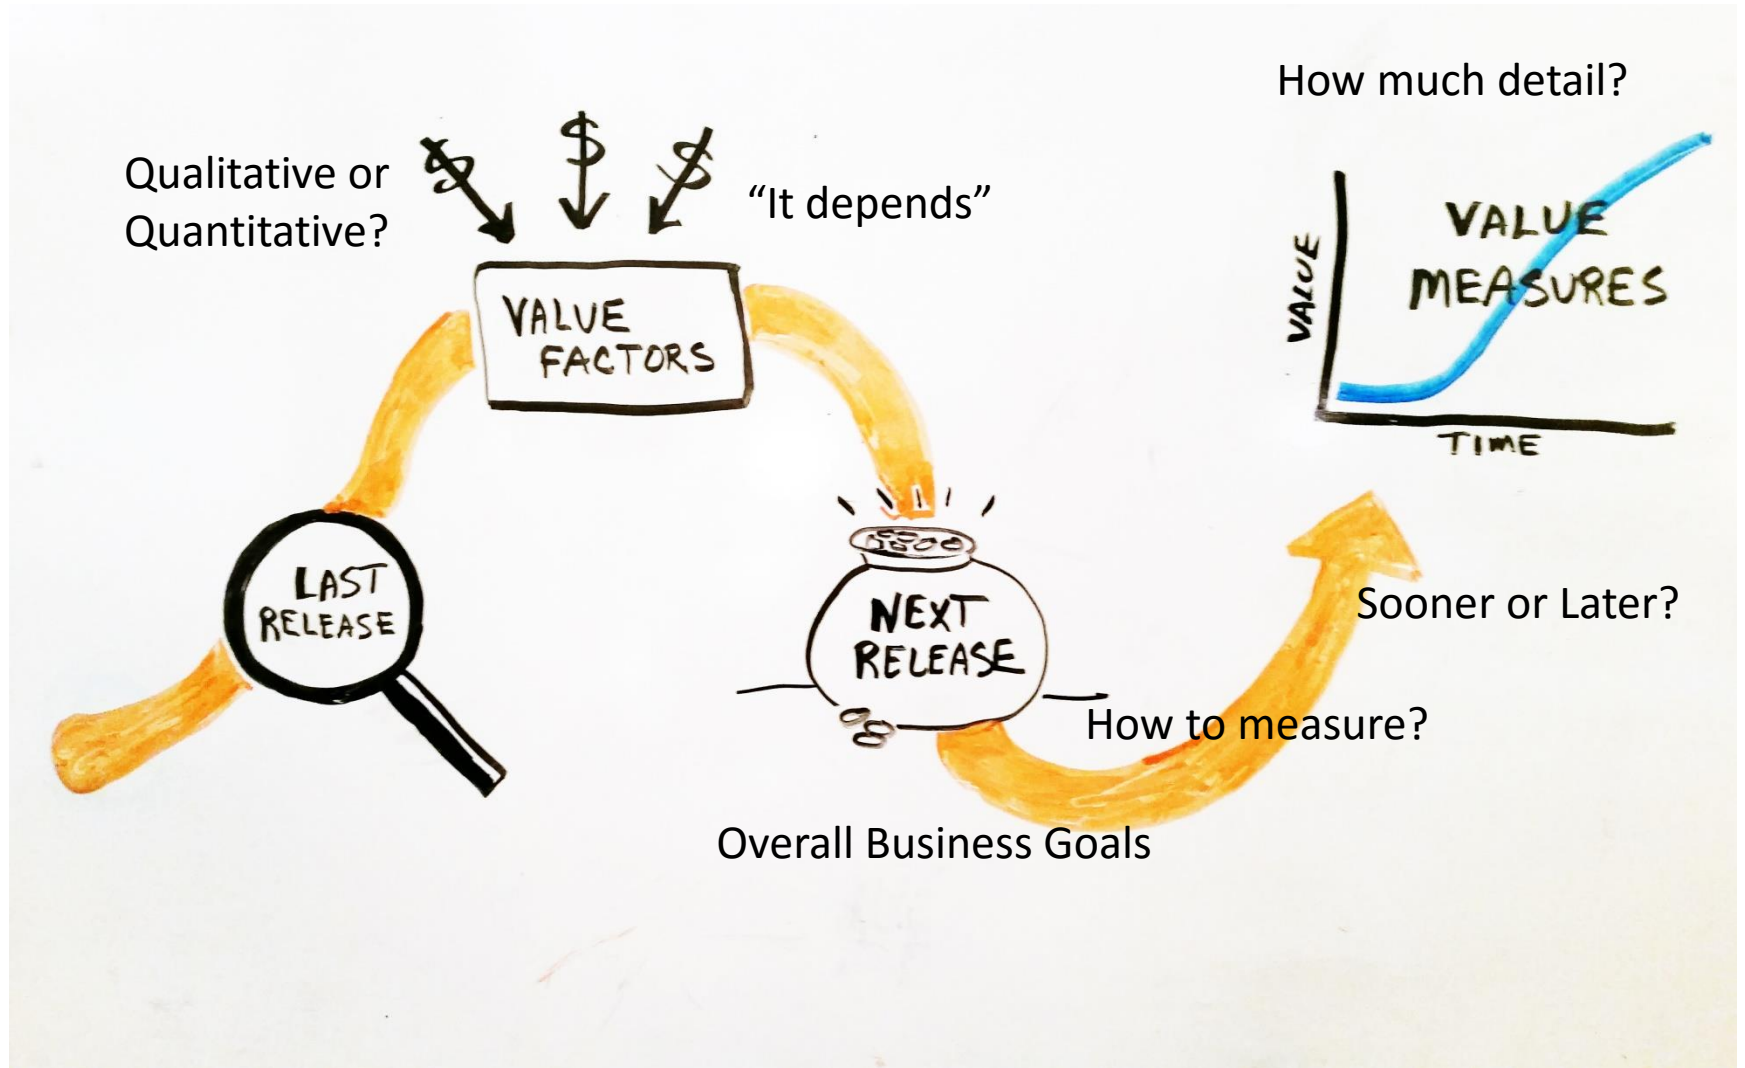 How much detail?
Qualitative or
Quantitative?
$ $ $
“It depends”
VALUE
FACTORS
VALUE
MEASURES
VALUE
TIME
LAST
RELEASE
NEXT
RELEASE
Sooner or Later?
How to measure?
Overall Business Goals